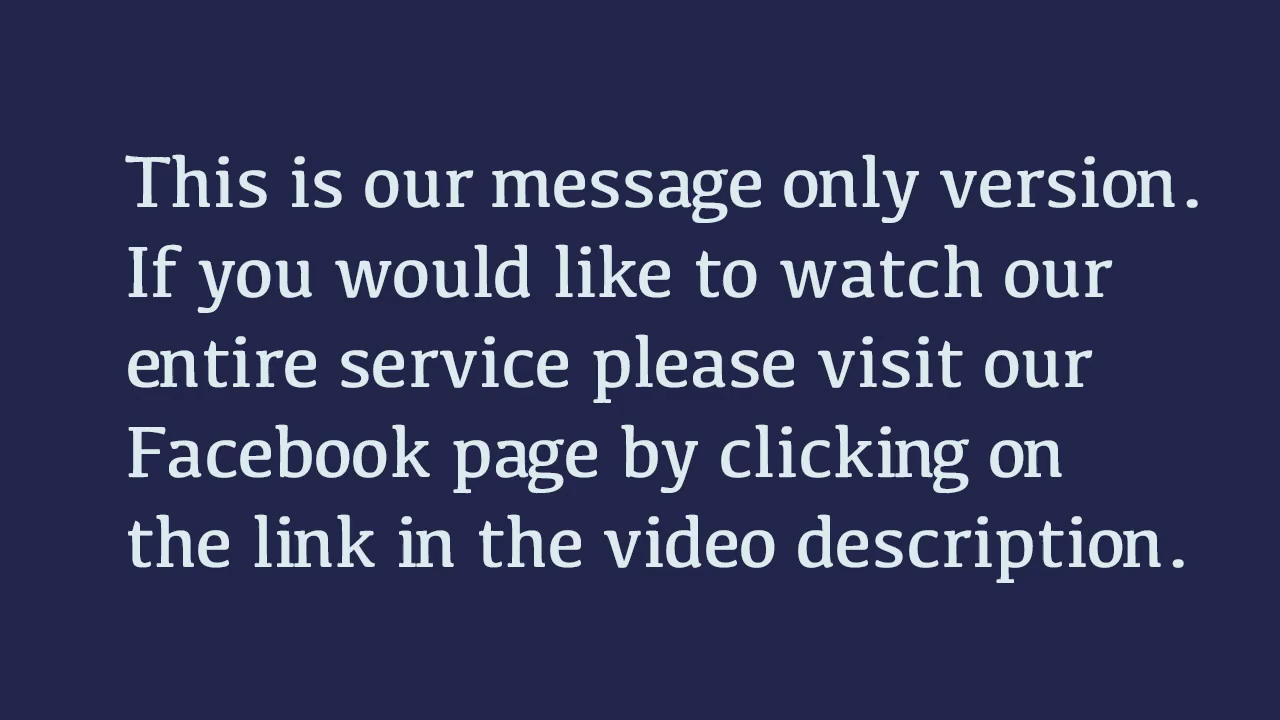 This is our message only version.
If you would like to watch our
entire service please visit our
Facebook page by clicking on
the link in the video description.